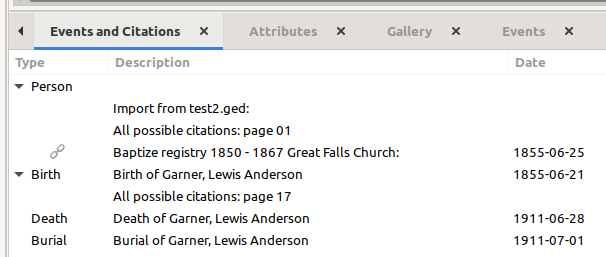 Events and Citations Attributes Gallery Events
Type Description Date
Person
Import from test2.ged:
All possible citations: page 01
Baptize registry 1850 - 1867 Great Falls Church: 1855-06-25
Birth Birth of Garner, Lewis Anderson 1855-06-21
All possible citations: page 17
Death Death of Garner, Lewis Anderson 1911-06-28
Burial Burial of Garner, Lewis Anderson 1911-07-01